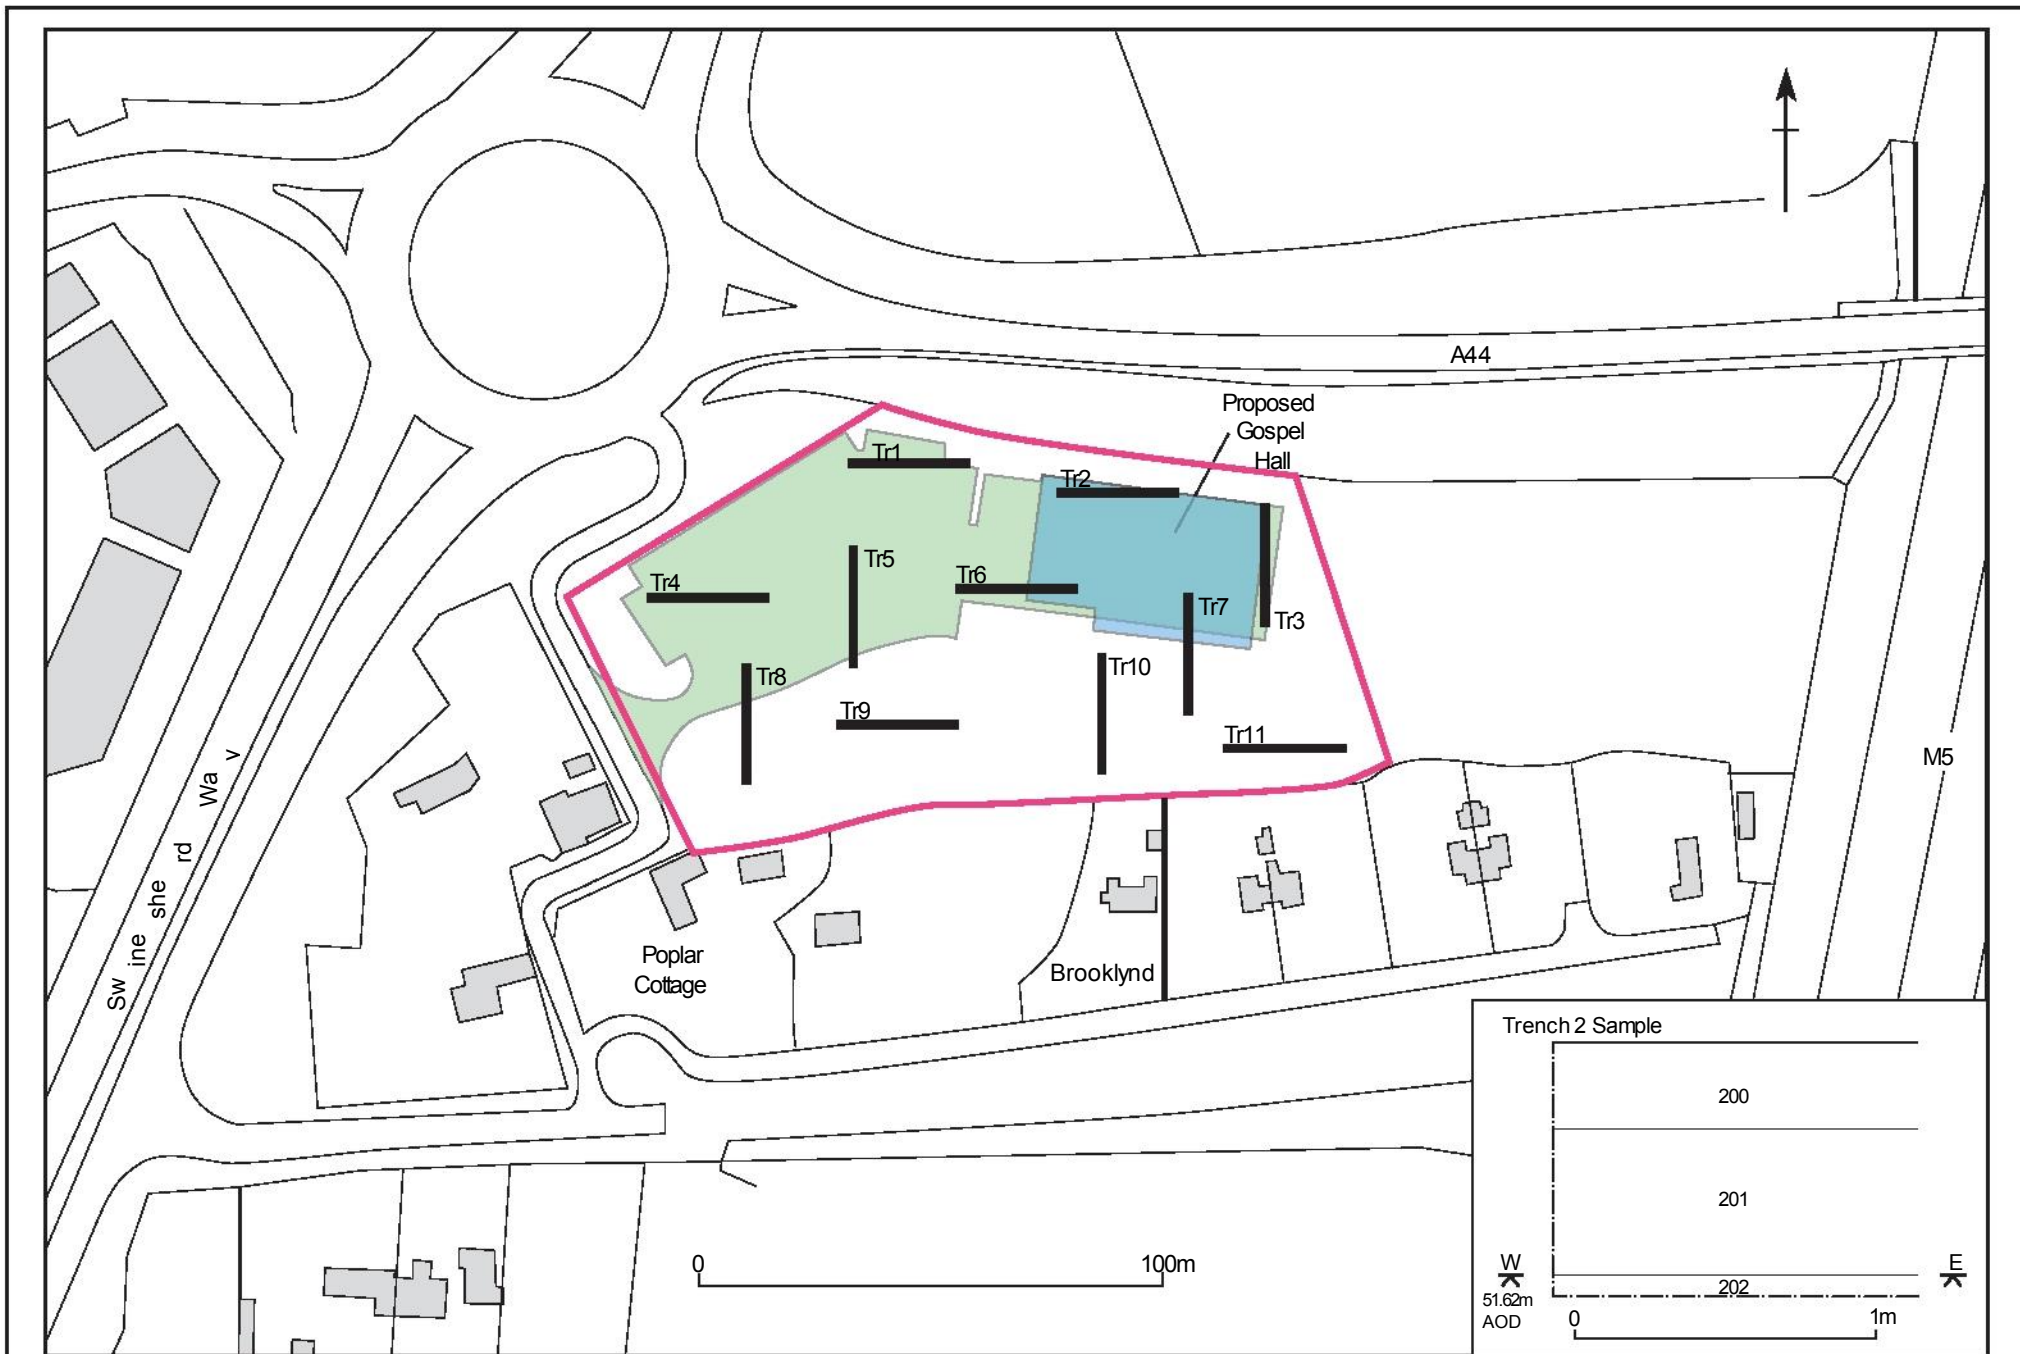 A44
Proposed
Gospel
Hall
Tr1
Tr2
Tr5
Tr4
Tr6
Tr7
Tr3
Tr8
Tr10
Tr9
Tr11
M5
Sw ine she rd Wa v
Poplar
Cottage
Brooklynd
0 100m
Trench 2 Sample
200
201
W E
202
51.62m
AOD
0 1m